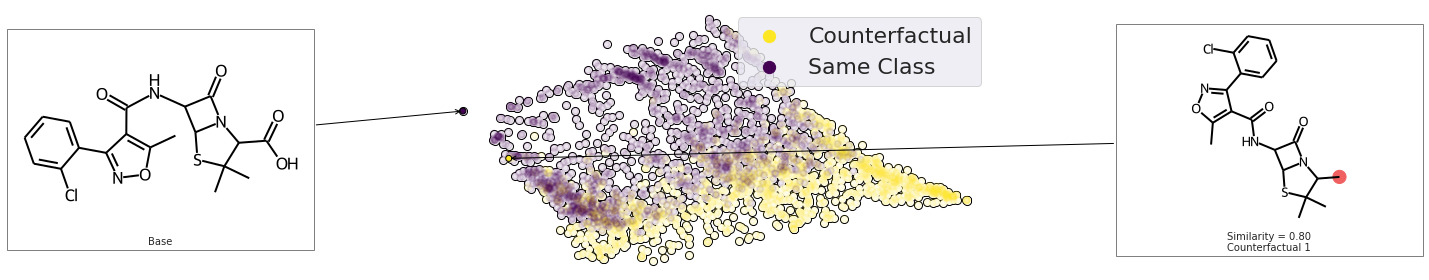 O
H
N
O
N
O
OH
S
N
O
Cl
Base
Counterfactual
Same Class
Cl
N
O
O
HN
O
N
S
Similarity = 0.80
Counterfactual 1